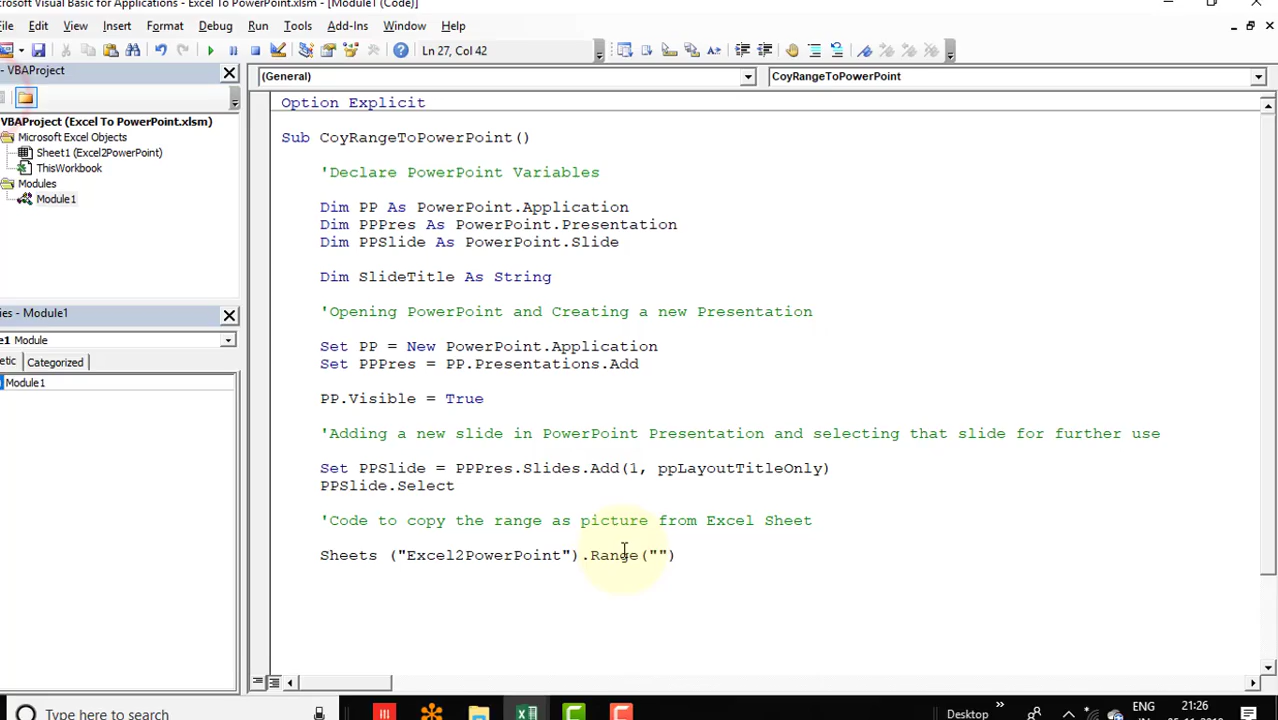 Microsoft Visual Basic for Applications - Excel To PowerPoint.xlsm - [Module1 (Code)]
File Edit View Insert Format Debug Run Tools Add-Ins Window Help
Ln 27, Col 42
- VBAProject
(General)
CoyRangeToPowerPoint
VBAProject (Excel To PowerPoint.xlsm)
Microsoft Excel Objects
Sheet1 (Excel2PowerPoint)
ThisWorkbook
Modules
Module1
Option Explicit
Sub CoyRangeToPowerPoint()
'Declare PowerPoint Variables
Dim PP As PowerPoint.Application
Dim PPPres As PowerPoint.Presentation
Dim PPSlide As PowerPoint.Slide
Dim SlideTitle As String
'Opening PowerPoint and Creating a new Presentation
Set PP = New PowerPoint.Application
Set PPPres = PP.Presentations.Add
PP.Visible = True
'Adding a new slide in PowerPoint Presentation and selecting that slide for further use
Set PPSlide = PPPres.Slides.Add(1, ppLayoutTitleOnly)
PPSlide.Select
'Code to copy the range as picture from Excel Sheet
Sheets ("Excel2PowerPoint").Range("")
- Module1
Module
Categorized
Module1
Type here to search
Desktop
ENG
21:26